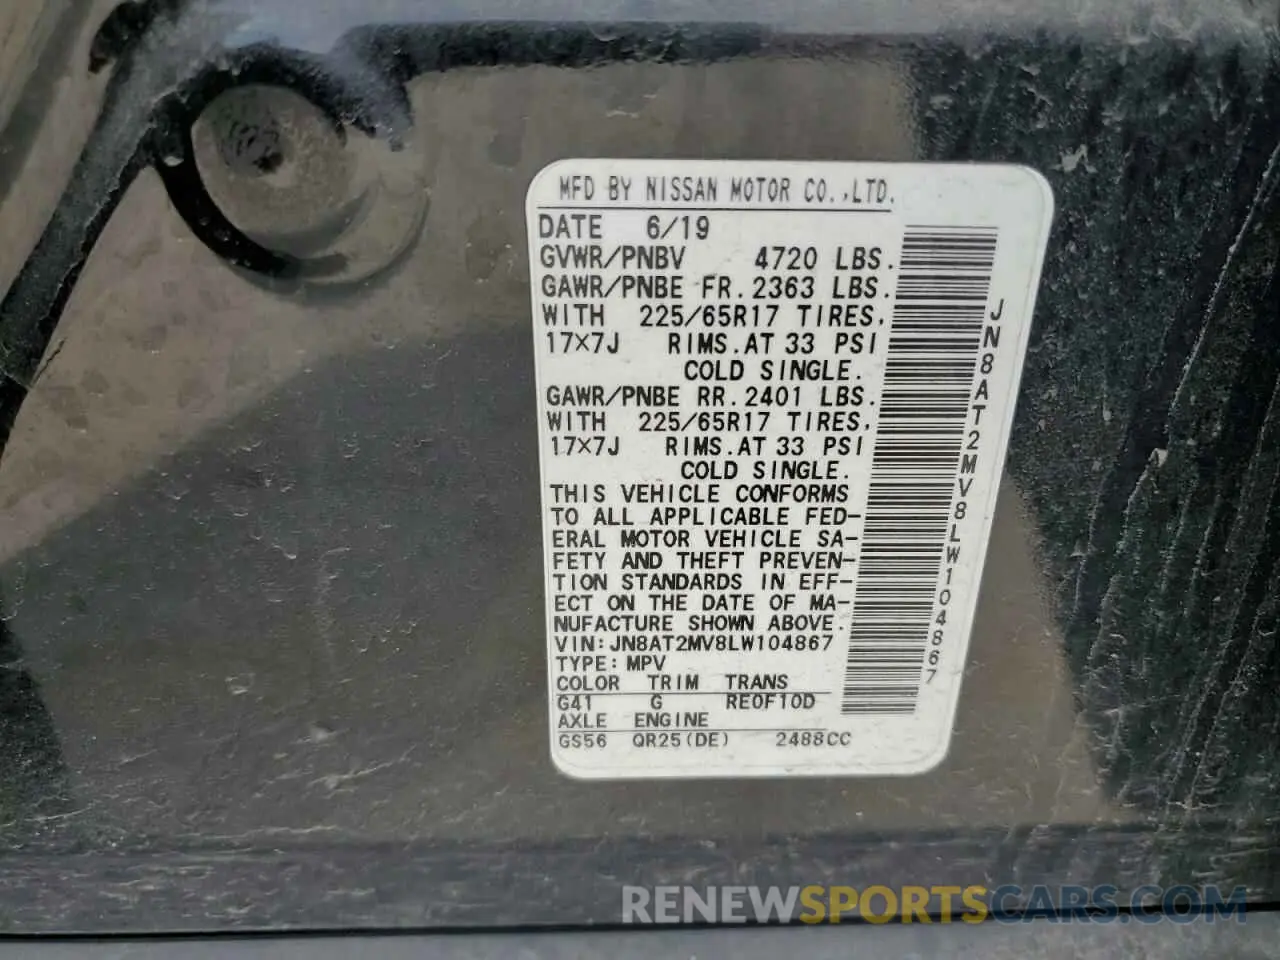 MFD BY NISSAN MOTOR CO.,LTD.
DATE 6/19
GVWR/PNBV 4720 LBS.
GAWR/PNBE FR.2363 LBS.
WITH 225/65R17 TIRES,
17×7J RIMS.AT 33 PSI
COLD SINGLE.
GAWR/PNBE RR.2401 LBS.
WITH 225/65R17 TIRES,
17×7J RIMS.AT 33 PSI
COLD SINGLE.
THIS VEHICLE CONFORMS
TO ALL APPLICABLE FED-
ERAL MOTOR VEHICLE SA-
FETY AND THEFT PREVEN-
TION STANDARDS IN EFF-
ECT ON THE DATE OF MA-
NUFACTURE SHOWN ABOVE.
VIN:JN8AT2MV8LW104867
TYPE:MPV
COLOR TRIM TRANS
G41 G RE0F10D
AXLE ENGINE
GS56 QR25(DE) 2488CC
JN8AT2MV8LW104867
RENEWSPORTSCARS.COM